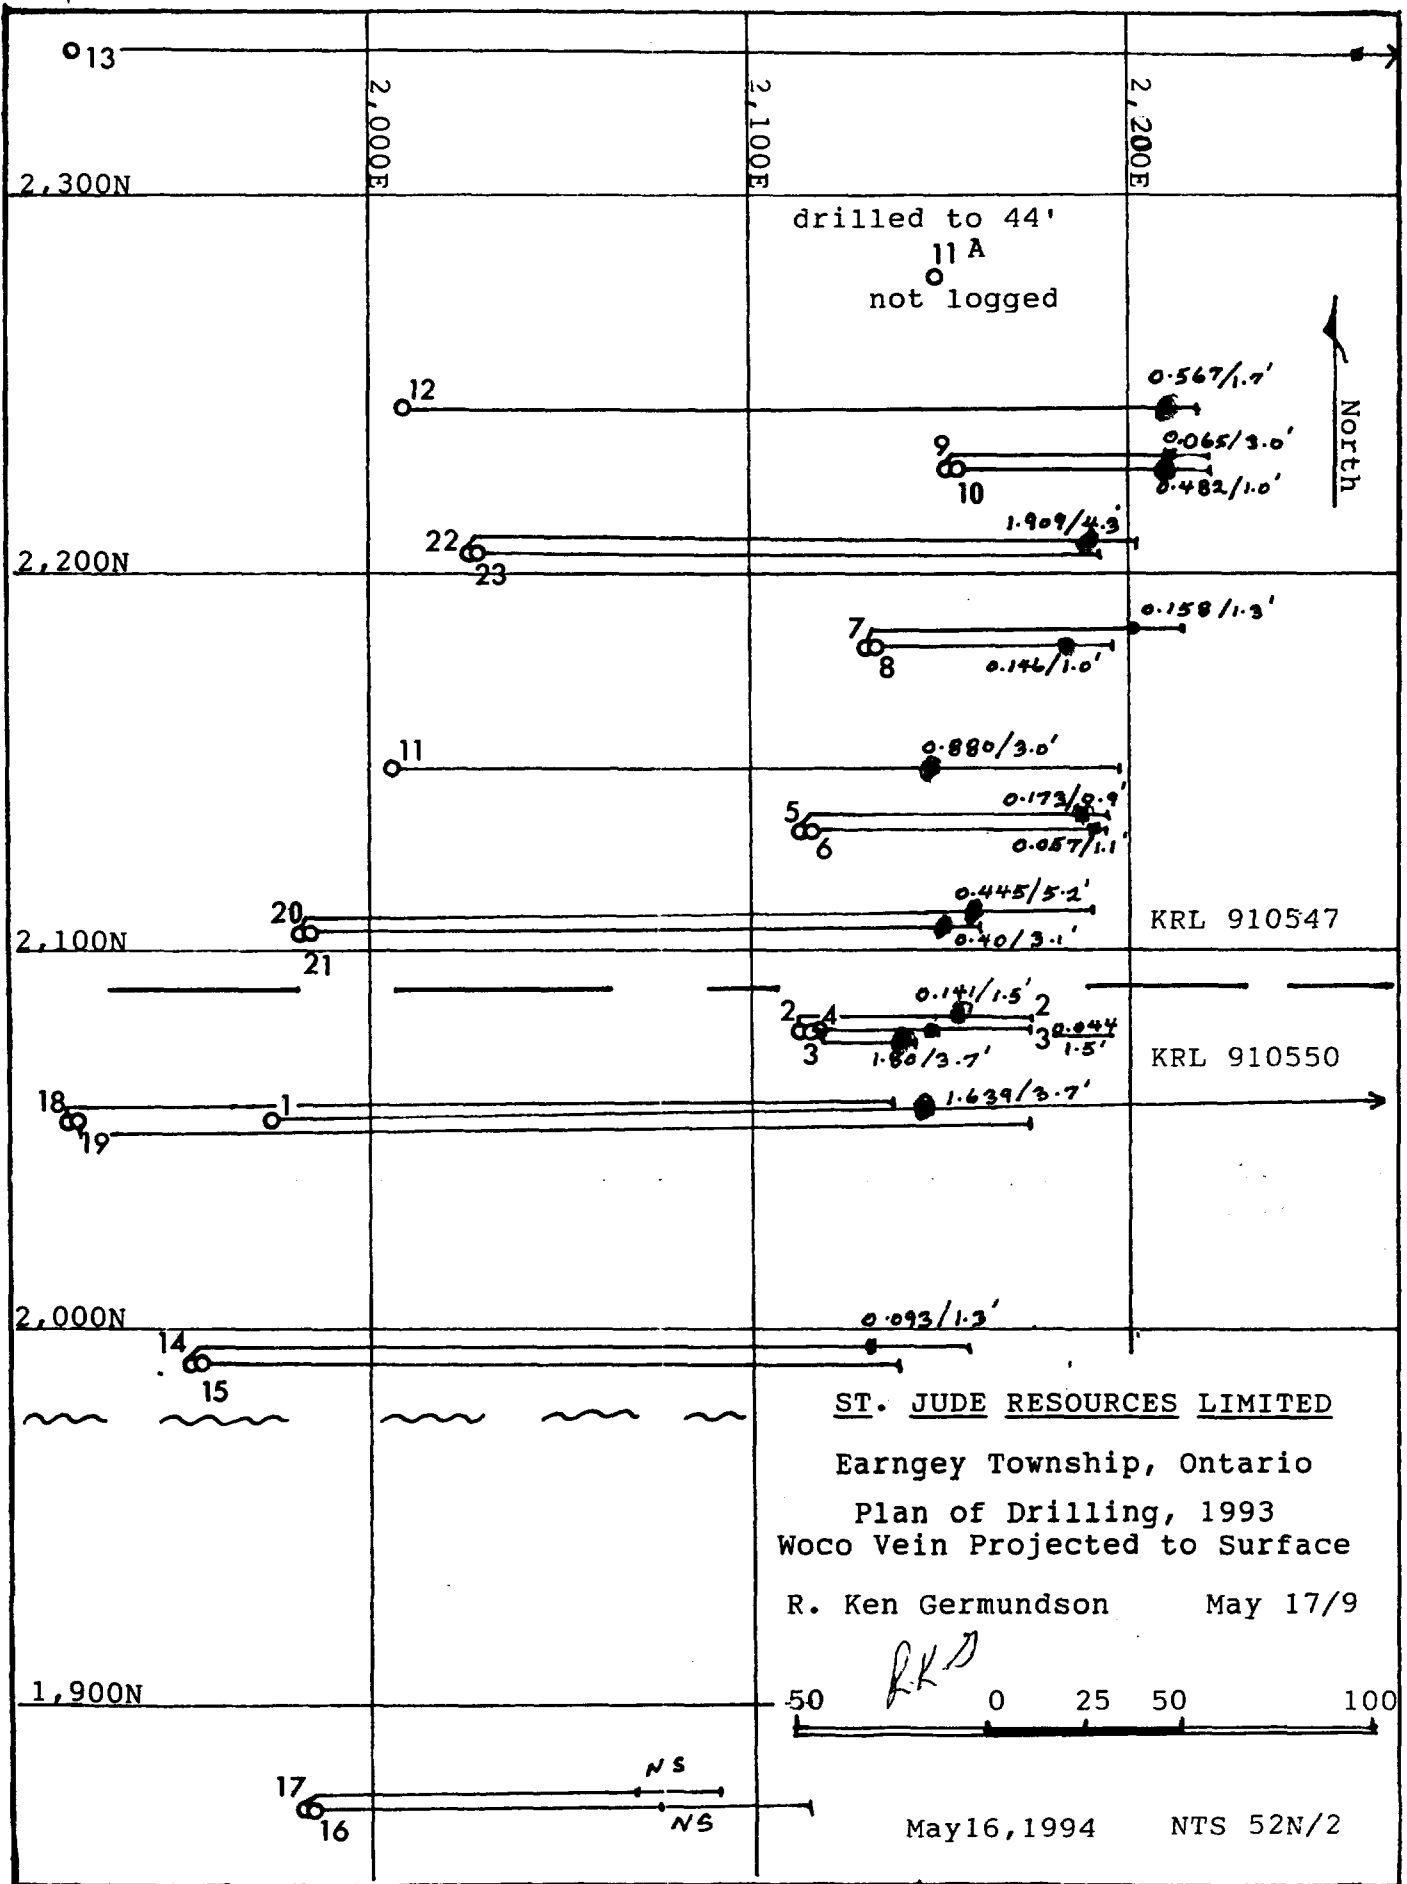 13
2,000E
2,100E
2,200E
2,300N
drilled to 44'
11 A
not logged
North
12
0.567/1.7'
9
0.065/3.0'
10
0.482/1.0'
22
1.909/4.3'
23
2,200N
7
0.158/1.3'
8
0.146/1.0'
11
0.880/3.0'
5
0.173/0.9'
6
0.057/1.1'
20
0.445/5.2'
21
0.40/3.1'
KRL 910547
2,100N
2
4
0.141/1.5'
2
3
3
0.044
1.5'
1.80/3.7'
KRL 910550
18
1
1.639/3.7'
19
2,000N
14
0.093/1.3'
15
ST. JUDE RESOURCES LIMITED
Earngey Township, Ontario
Plan of Drilling, 1993
Woco Vein Projected to Surface
R. Ken Germundson May 17/9
RKG
1,900N
50 0 25 50 100
17
NS
16
NS
May16,1994 NTS 52N/2